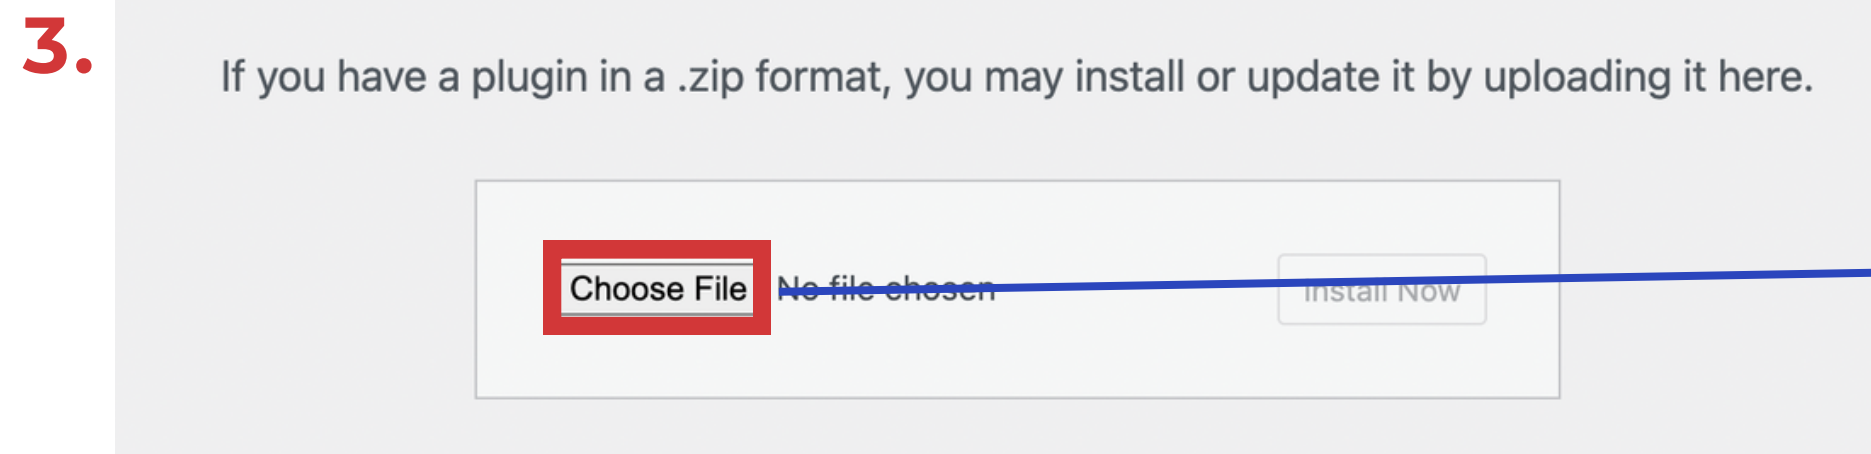 3.
If you have a plugin in a .zip format, you may install or update it by uploading it here.
Choose File No file chosen Install Now